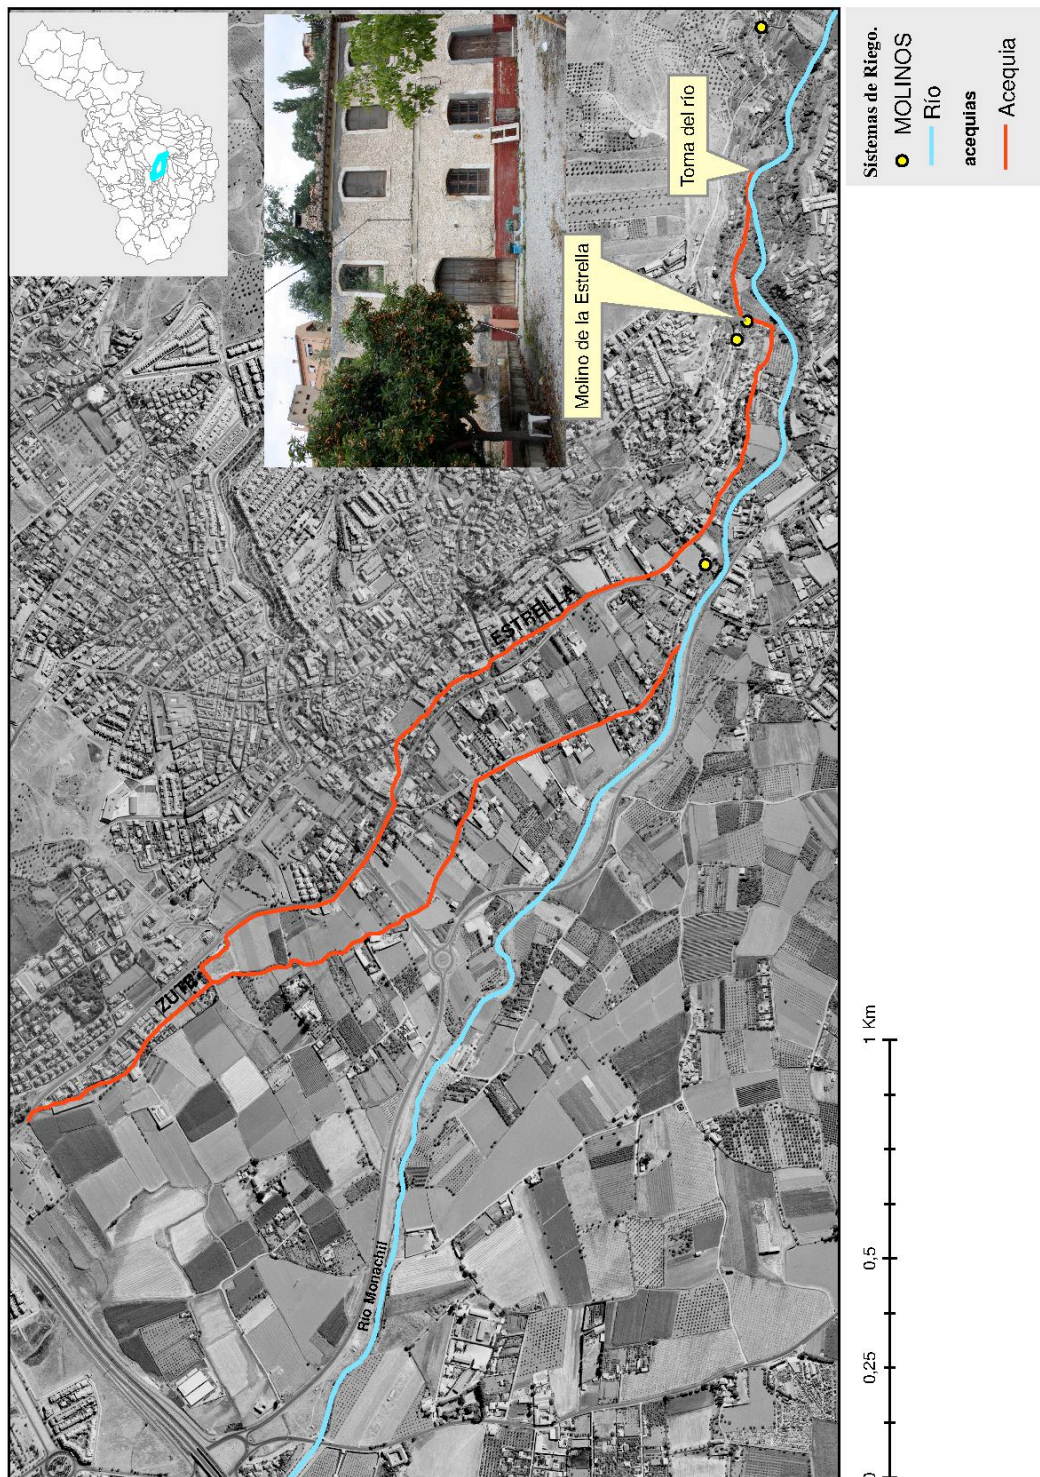 Toma del río
Molino de la Estrella
ESTRELLA
ZUTE
Río Monachil
Sistemas de Riego.
MOLINOS
Río
acequias
Acequia
0 0,25 0,5 1 Km